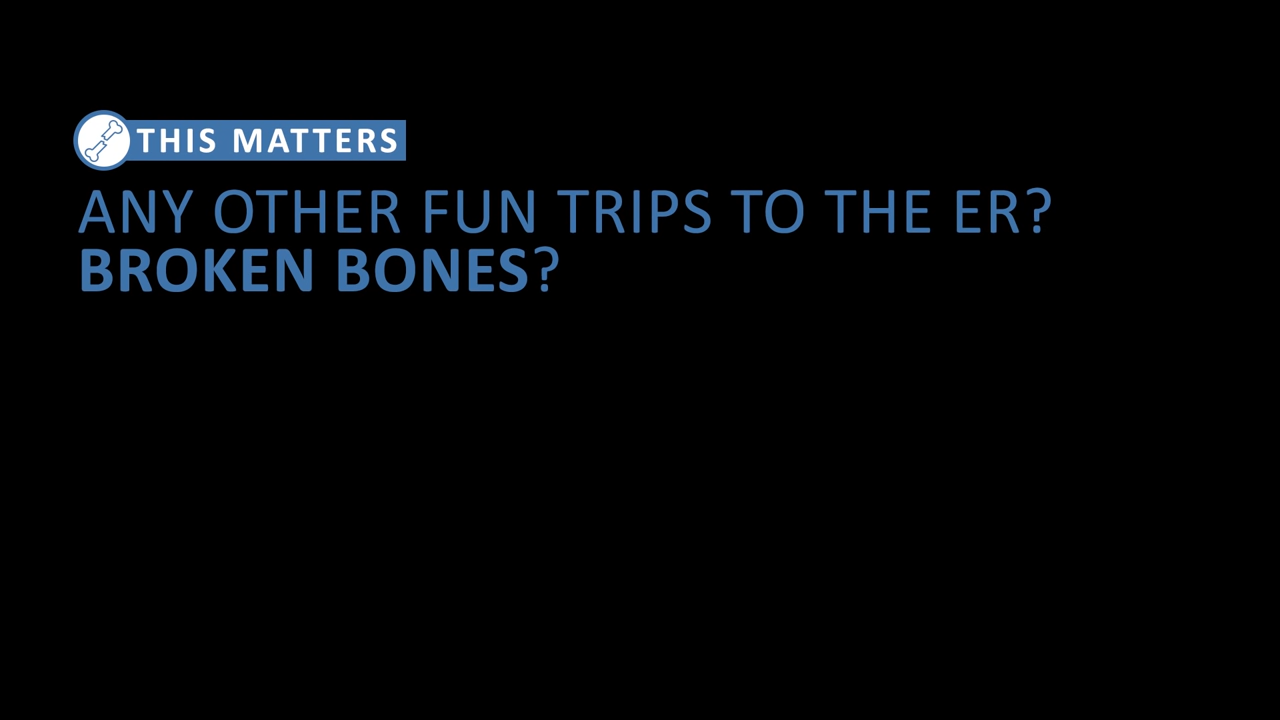 THIS MATTERS
ANY OTHER FUN TRIPS TO THE ER?
BROKEN BONES?